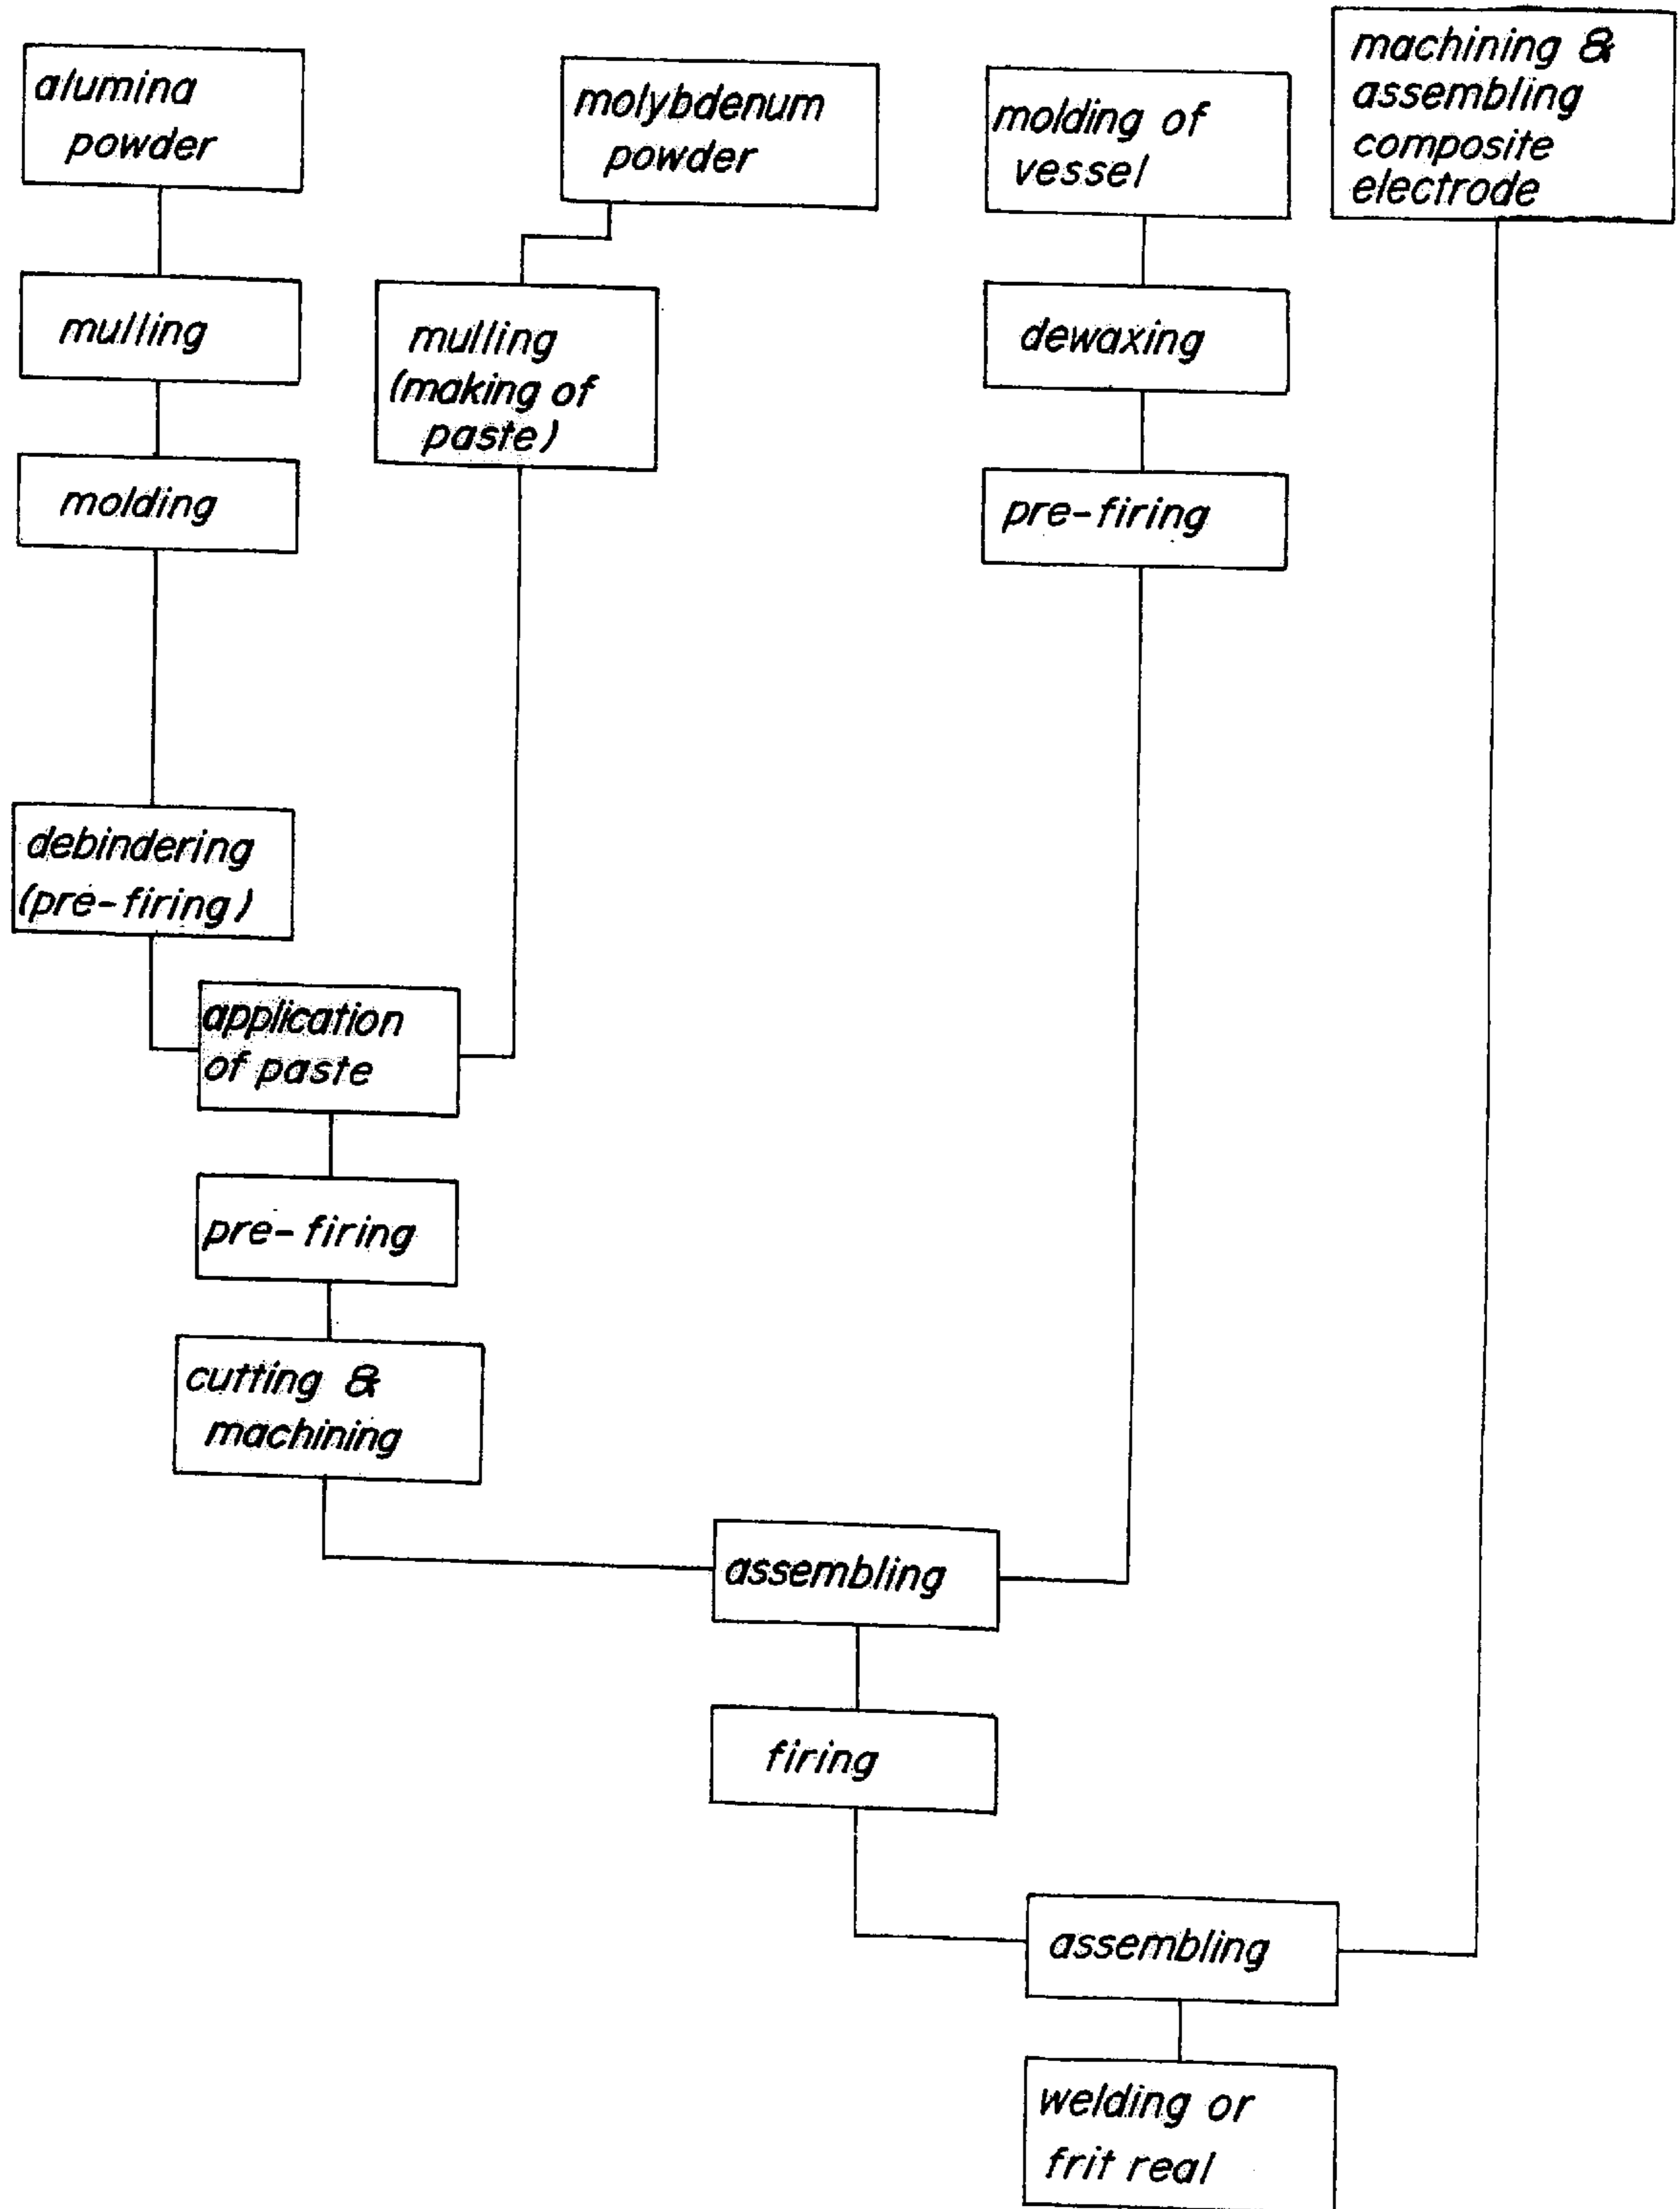 alumina
powder
molybdenum
powder
molding of
vessel
machining &
assembling
composite
electrode
mulling
mulling
(making of
paste)
dewaxing
molding
pre-firing
debindering
(pre-firing)
application
of paste
pre-firing
cutting &
machining
assembling
firing
assembling
welding or
frit real